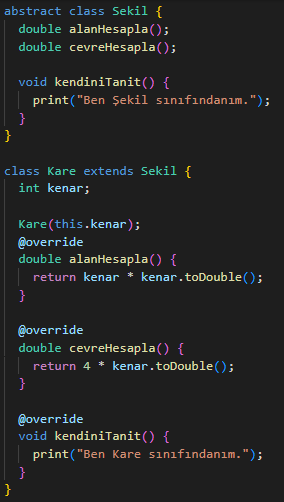 abstract class Sekil {
  double alanHesapla();
  double cevreHesapla();

  void kendiniTanit() {
    print("Ben Şekil sınıfındanım.");
  }
}

class Kare extends Sekil {
  int kenar;

  Kare(this.kenar);
  @override
  double alanHesapla() {
    return kenar * kenar.toDouble();
  }

  @override
  double cevreHesapla() {
    return 4 * kenar.toDouble();
  }

  @override
  void kendiniTanit() {
    print("Ben Kare sınıfındanım.");
  }
}